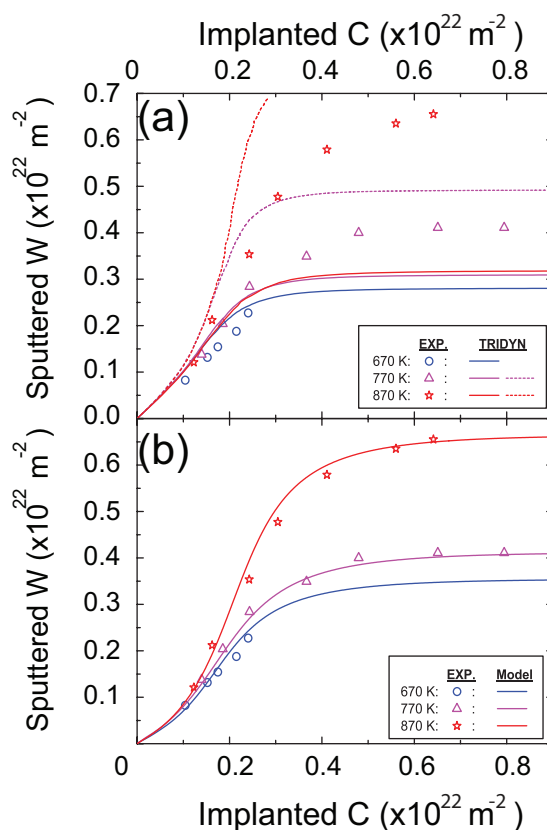 Implanted C (x10²² m⁻²)
0 0.2 0.4 0.6 0.8
Sputtered W (x10²² m⁻²)
0.7
0.6
0.5
0.4
0.3
0.2
0.1
0.0
(a)
EXP. TRIDYN
670 K: :
770 K: :
870 K: :
Sputtered W (x10²² m⁻²)
0.6
0.5
0.4
0.3
0.2
0.1
(b)
EXP. Model
670 K: :
770 K: :
870 K: :
0 0.2 0.4 0.6 0.8
Implanted C (x10²² m⁻²)